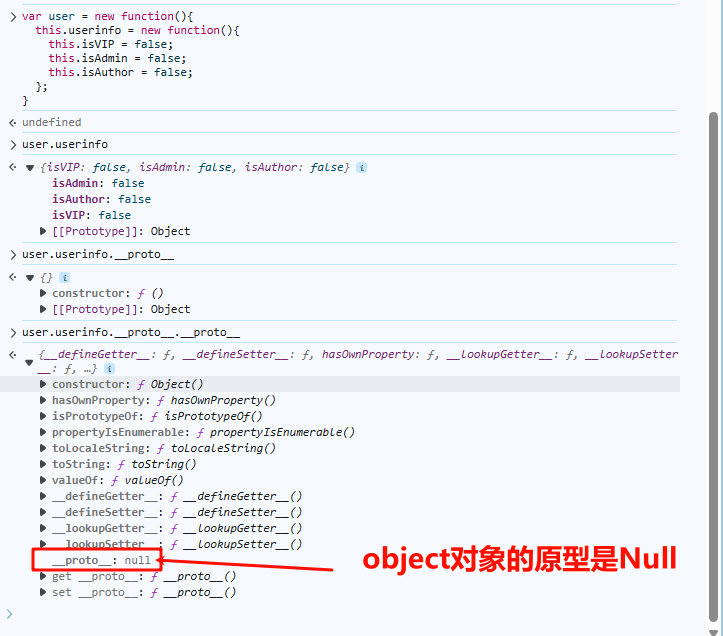 var user = new function(){
this.userinfo = new function(){
this.isVIP = false;
this.isAdmin = false;
this.isAuthor = false;
};
}
undefined
user.userinfo
{isVIP: false, isAdmin: false, isAuthor: false} i
isAdmin: false
isAuthor: false
isVIP: false
[[Prototype]]: Object
user.userinfo.__proto__
{} i
constructor: ƒ ()
[[Prototype]]: Object
user.userinfo.__proto__.__proto__
{__defineGetter__: ƒ, __defineSetter__: ƒ, hasOwnProperty: ƒ, __lookupGetter__: ƒ, __lookupSetter
__: ƒ, …} i
constructor: ƒ Object()
hasOwnProperty: ƒ hasOwnProperty()
isPrototypeOf: ƒ isPrototypeOf()
propertyIsEnumerable: ƒ propertyIsEnumerable()
toLocaleString: ƒ toLocaleString()
toString: ƒ toString()
valueOf: ƒ valueOf()
__defineGetter__: ƒ __defineGetter__()
__defineSetter__: ƒ __defineSetter__()
__lookupGetter__: ƒ __lookupGetter__()
__lookupSetter__: ƒ __lookupSetter__()
__proto__: null
object对象的原型是Null
get __proto__: ƒ __proto__()
set __proto__: ƒ __proto__()